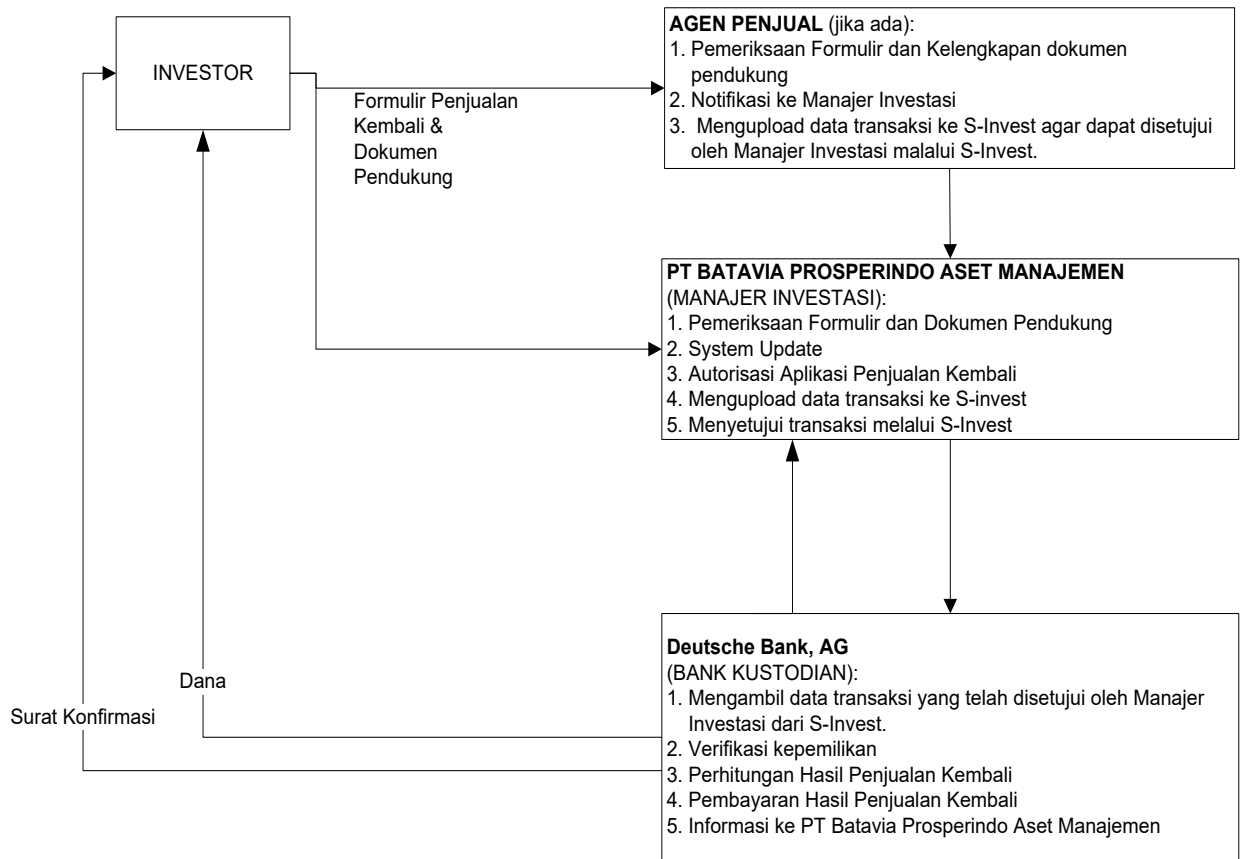 INVESTOR
Formulir Penjualan
Kembali &
Dokumen
Pendukung
AGEN PENJUAL (jika ada):
1. Pemeriksaan Formulir dan Kelengkapan dokumen
pendukung
2. Notifikasi ke Manajer Investasi
3. Mengupload data transaksi ke S-Invest agar dapat disetujui
oleh Manajer Investasi malalui S-Invest.
PT BATAVIA PROSPERINDO ASET MANAJEMEN
(MANAJER INVESTASI):
1. Pemeriksaan Formulir dan Dokumen Pendukung
2. System Update
3. Autorisasi Aplikasi Penjualan Kembali
4. Mengupload data transaksi ke S-invest
5. Menyetujui transaksi melalui S-Invest
Deutsche Bank, AG
(BANK KUSTODIAN):
1. Mengambil data transaksi yang telah disetujui oleh Manajer
Investasi dari S-Invest.
2. Verifikasi kepemilikan
3. Perhitungan Hasil Penjualan Kembali
4. Pembayaran Hasil Penjualan Kembali
5. Informasi ke PT Batavia Prosperindo Aset Manajemen
Dana
Surat Konfirmasi